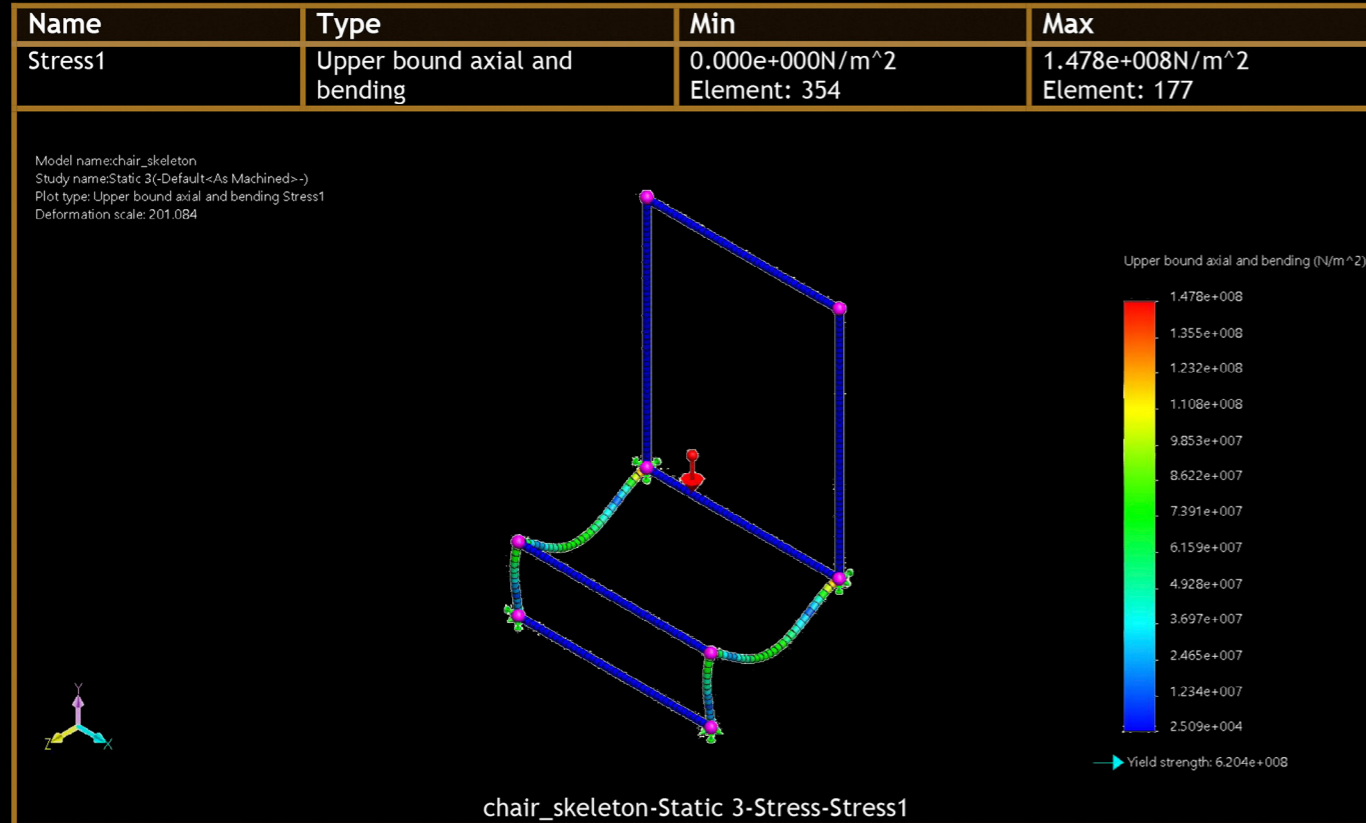 Name Type Min Max
Stress1 Upper bound axial and 0.000e+000N/m^2 1.478e+008N/m^2
bending Element: 354 Element: 177
Model name:chair_skeleton
Study name:Static 3(-Default<As Machined>-)
Plot type: Upper bound axial and bending Stress1
Deformation scale: 201.084
Upper bound axial and bending (N/m^2)
1.478e+008
1.355e+008
1.232e+008
1.108e+008
9.853e+007
8.622e+007
7.391e+007
6.159e+007
4.928e+007
3.697e+007
2.465e+007
1.234e+007
2.509e+004
Yield strength: 6.204e+008
Y
Z X
chair_skeleton-Static 3-Stress-Stress1